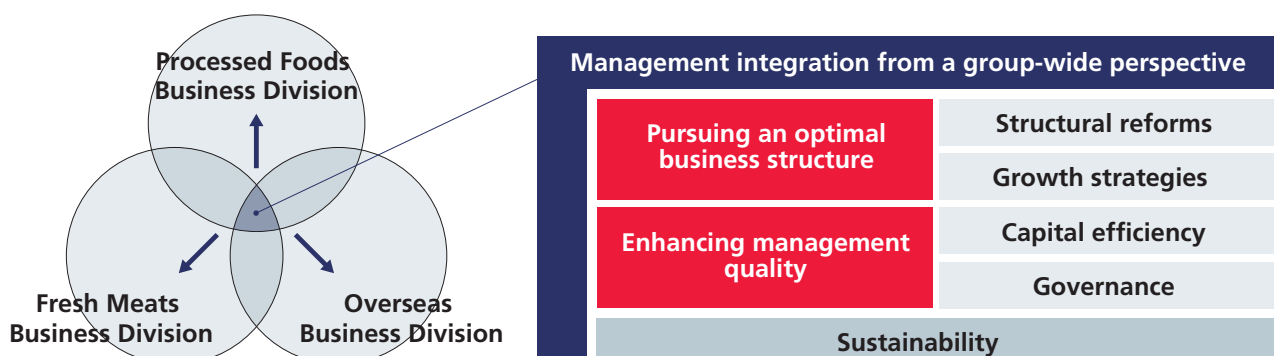 Processed Foods
Business Division
Fresh Meats
Business Division
Overseas
Business Division
Management integration from a group-wide perspective
Pursuing an optimal
business structure
Structural reforms
Growth strategies
Enhancing management
quality
Capital efficiency
Governance
Sustainability